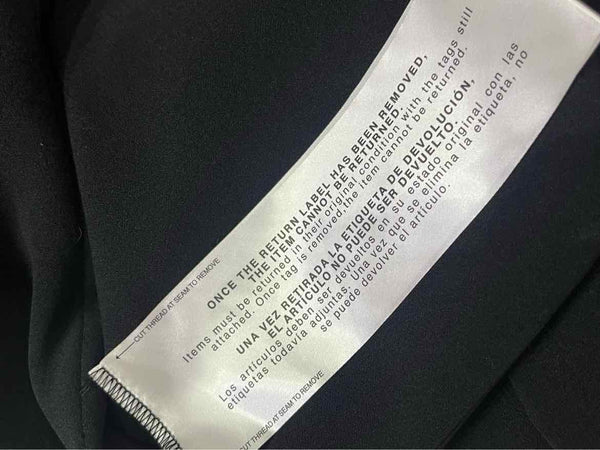 ONCE THE RETURN LABEL HAS BEEN REMOVED,
THE ITEM CANNOT BE RETURNED.
Items must be returned in their original condition with the tags still
attached. Once tag is removed, the item cannot be returned.
UNA VEZ RETIRADA LA ETIQUETA DE DEVOLUCIÓN,
EL ARTÍCULO NO PUEDE SER DEVUELTO.
Los artículos deben ser devueltos en su estado original con las
etiquetas todavía adjuntas. Una vez que se elimina la etiqueta, no
se puede devolver el artículo.
CUT THREAD AT SEAM TO REMOVE
CUT THREAD AT SEAM TO REMOVE